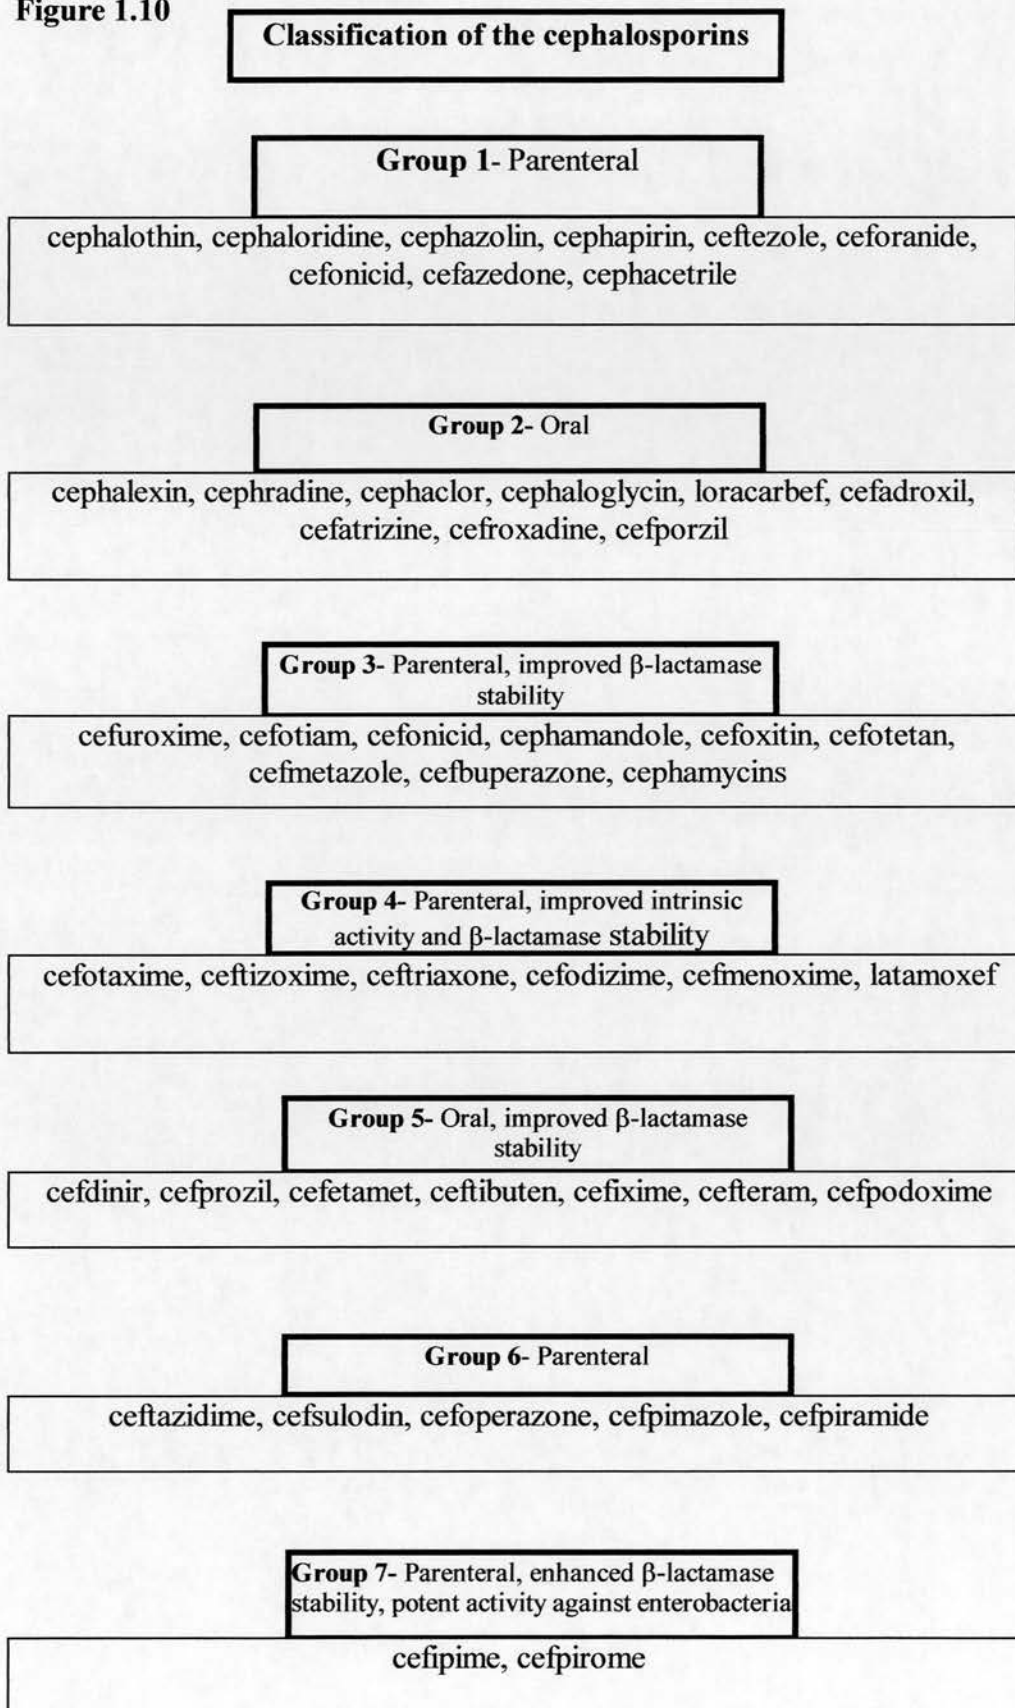 Figure 1.10
Classification of the cephalosporins
Group 1- Parenteral
cephalothin, cephaloridine, cephazolin, cephapirin, ceftezole, ceforanide,
cefonicid, cefazedone, cephacetrile
Group 2- Oral
cephalexin, cephradine, cephaclor, cephaloglycin, loracarbef, cefadroxil,
cefatrizine, cefroxadine, cefporzil
Group 3- Parenteral, improved β-lactamase
stability
cefuroxime, cefotiam, cefonicid, cephamandole, cefoxitin, cefotetan,
cefmetazole, cefbuperazone, cephamycins
Group 4- Parenteral, improved intrinsic
activity and β-lactamase stability
cefotaxime, ceftizoxime, ceftriaxone, cefodizime, cefmenoxime, latamoxef
Group 5- Oral, improved β-lactamase
stability
cefdinir, cefprozil, cefetamet, ceftibuten, cefixime, cefteram, cefpodoxime
Group 6- Parenteral
ceftazidime, cefsulodin, cefoperazone, cefpimazole, cefpiramide
Group 7- Parenteral, enhanced β-lactamase
stability, potent activity against enterobacteria
cefipime, cefpirome